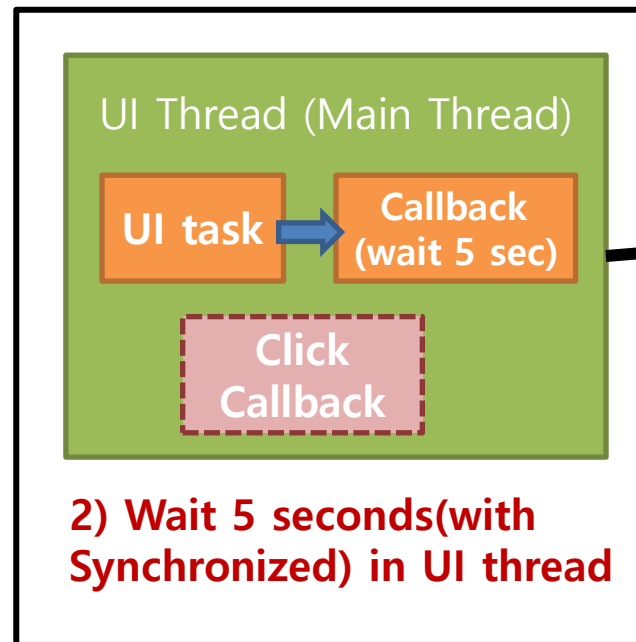 UI Thread (Main Thread)
UI task
Callback
(wait 5 sec)
Click
Callback
2) Wait 5 seconds(with
Synchronized) in UI thread